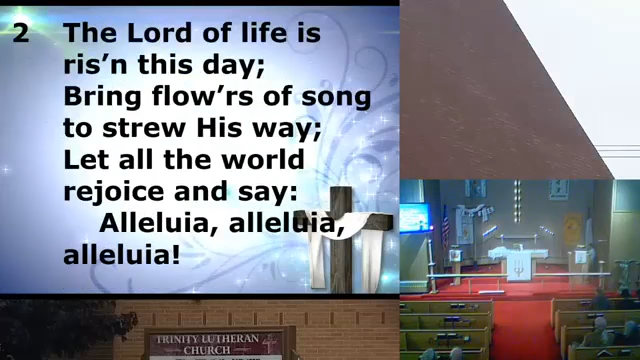 2 The Lord of life is
ris’n this day;
Bring flow’rs of song
to strew His way;
Let all the world
rejoice and say:
Alleluia, alleluia,
alleluia!
TRINITY LUTHERAN
CHURCH